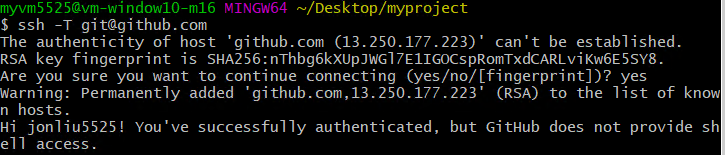 myvm5525@vm-window10-m16 MINGW64 ~/Desktop/myproject
$ ssh -T git@github.com
The authenticity of host 'github.com (13.250.177.223)' can't be established.
RSA key fingerprint is SHA256:nThbg6kXUpJWGl7E1IGOCspRomTxdCARLviKw6E5SY8.
Are you sure you want to continue connecting (yes/no/[fingerprint])? yes
Warning: Permanently added 'github.com,13.250.177.223' (RSA) to the list of know
n hosts.
Hi jonliu5525! You've successfully authenticated, but GitHub does not provide sh
ell access.